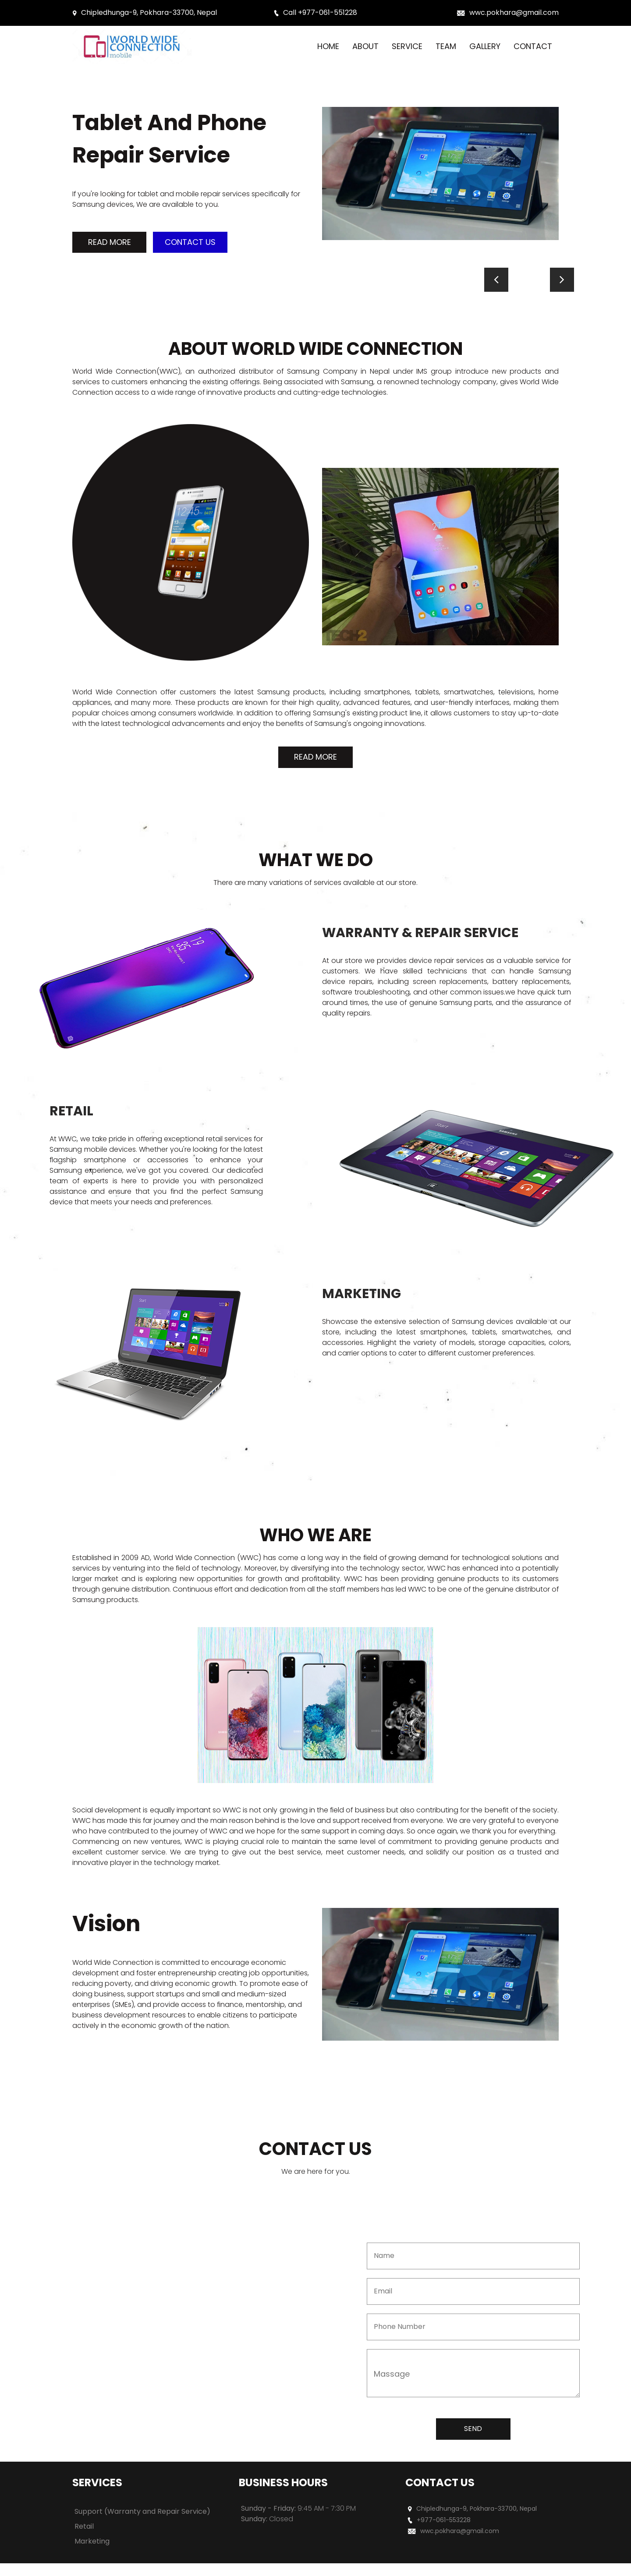 Chipledhunga-9, Pokhara-33700, Nepal
Call +977-061-551228
wwc.pokhara@gmail.com
WORLD WIDE
CONNECTION
mobile
HOME ABOUT SERVICE TEAM GALLERY CONTACT
Tablet And Phone
Repair Service
If you're looking for tablet and mobile repair services specifically for
Samsung devices, We are available to you.
READ MORE
CONTACT US
ABOUT WORLD WIDE CONNECTION
World Wide Connection(WWC), an authorized distributor of Samsung Company in Nepal under IMS group introduce new products and
services to customers enhancing the existing offerings. Being associated with Samsung, a renowned technology company, gives World Wide
Connection access to a wide range of innovative products and cutting-edge technologies.
TECH2
World Wide Connection offer customers the latest Samsung products, including smartphones, tablets, smartwatches, televisions, home
appliances, and many more. These products are known for their high quality, advanced features, and user-friendly interfaces, making them
popular choices among consumers worldwide. In addition to offering Samsung's existing product line, it allows customers to stay up-to-date
with the latest technological advancements and enjoy the benefits of Samsung's ongoing innovations.
READ MORE
WHAT WE DO
There are many variations of services available at our store.
WARRANTY & REPAIR SERVICE
At our store we provides device repair services as a valuable service for
customers. We Have skilled technicians that can handle Samsung
device repairs, including screen replacements, battery replacements,
software troubleshooting, and other common issues.we have quick turn
around times, the use of genuine Samsung parts, and the assurance of
quality repairs.
RETAIL
At WWC, we take pride in offering exceptional retail services for
Samsung mobile devices. Whether you're looking for the latest
flagship smartphone or accessories to enhance your
Samsung experience, we've got you covered. Our dedicated
team of experts is here to provide you with personalized
assistance and ensure that you find the perfect Samsung
device that meets your needs and preferences.
MARKETING
Showcase the extensive selection of Samsung devices available at our
store, including the latest smartphones, tablets, smartwatches, and
accessories. Highlight the variety of models, storage capacities, colors,
and carrier options to cater to different customer preferences.
WHO WE ARE
Established in 2009 AD, World Wide Connection (WWC) has come a long way in the field of growing demand for technological solutions and
services by venturing into the field of technology. Moreover, by diversifying into the technology sector, WWC has enhanced into a potentially
larger market and is exploring new opportunities for growth and profitability. WWC has been providing genuine products to its customers
through genuine distribution. Continuous effort and dedication from all the staff members has led WWC to be one of the genuine distributor of
Samsung products.
Social development is equally important so WWC is not only growing in the field of business but also contributing for the benefit of the society.
WWC has made this far journey and the main reason behind is the love and support received from everyone. We are very grateful to everyone
who have contributed to the journey of WWC and we hope for the same support in coming days. So once again, we thank you for everything.
Commencing on new ventures, WWC is playing crucial role to maintain the same level of commitment to providing genuine products and
excellent customer service. We are trying to give out the best service, meet customer needs, and solidify our position as a trusted and
innovative player in the technology market.
Vision
World Wide Connection is committed to encourage economic
development and foster entrepreneurship creating job opportunities,
reducing poverty, and driving economic growth. To promote ease of
doing business, support startups and small and medium-sized
enterprises (SMEs), and provide access to finance, mentorship, and
business development resources to enable citizens to participate
actively in the economic growth of the nation.
CONTACT US
We are here for you.
Name
Email
Phone Number
Massage
SEND
SERVICES
Support (Warranty and Repair Service)
Retail
Marketing
BUSINESS HOURS
Sunday - Friday: 9:45 AM - 7:30 PM
Sunday: Closed
CONTACT US
Chipledhunga-9, Pokhara-33700, Nepal
+977-061-553228
wwc.pokhara@gmail.com